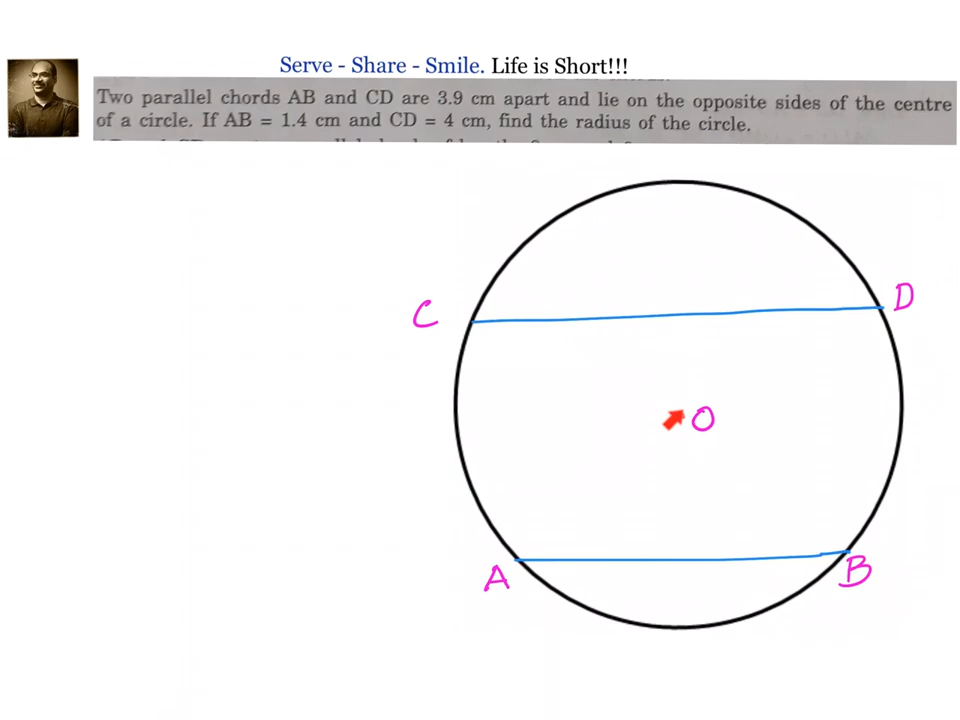 Serve - Share - Smile. Life is Short!!!
Two parallel chords AB and CD are 3.9 cm apart and lie on the opposite sides of the centre
of a circle. If AB = 1.4 cm and CD = 4 cm, find the radius of the circle.
C
D
O
A
B